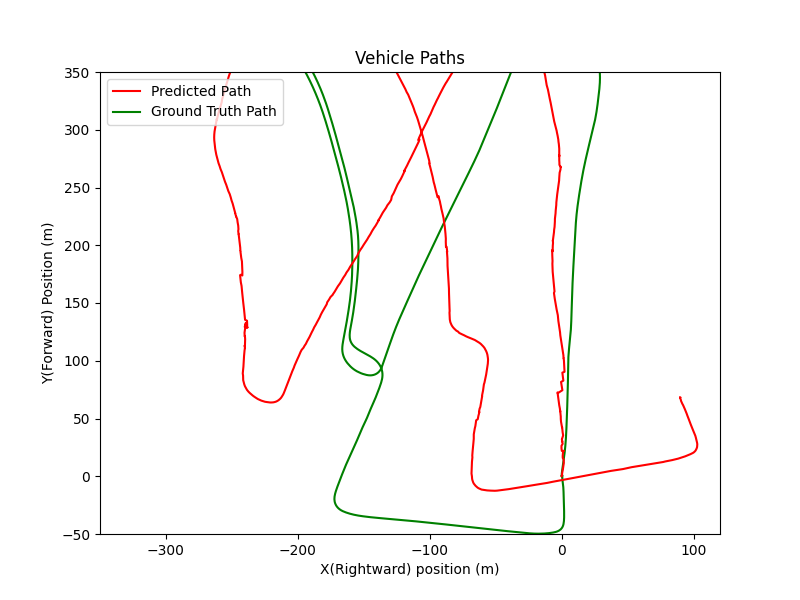 Vehicle Paths
Predicted Path
Ground Truth Path
350
300
250
200
150
100
50
0
−50
Y(Forward) Position (m)
−300 −200 −100 0 100
X(Rightward) position (m)